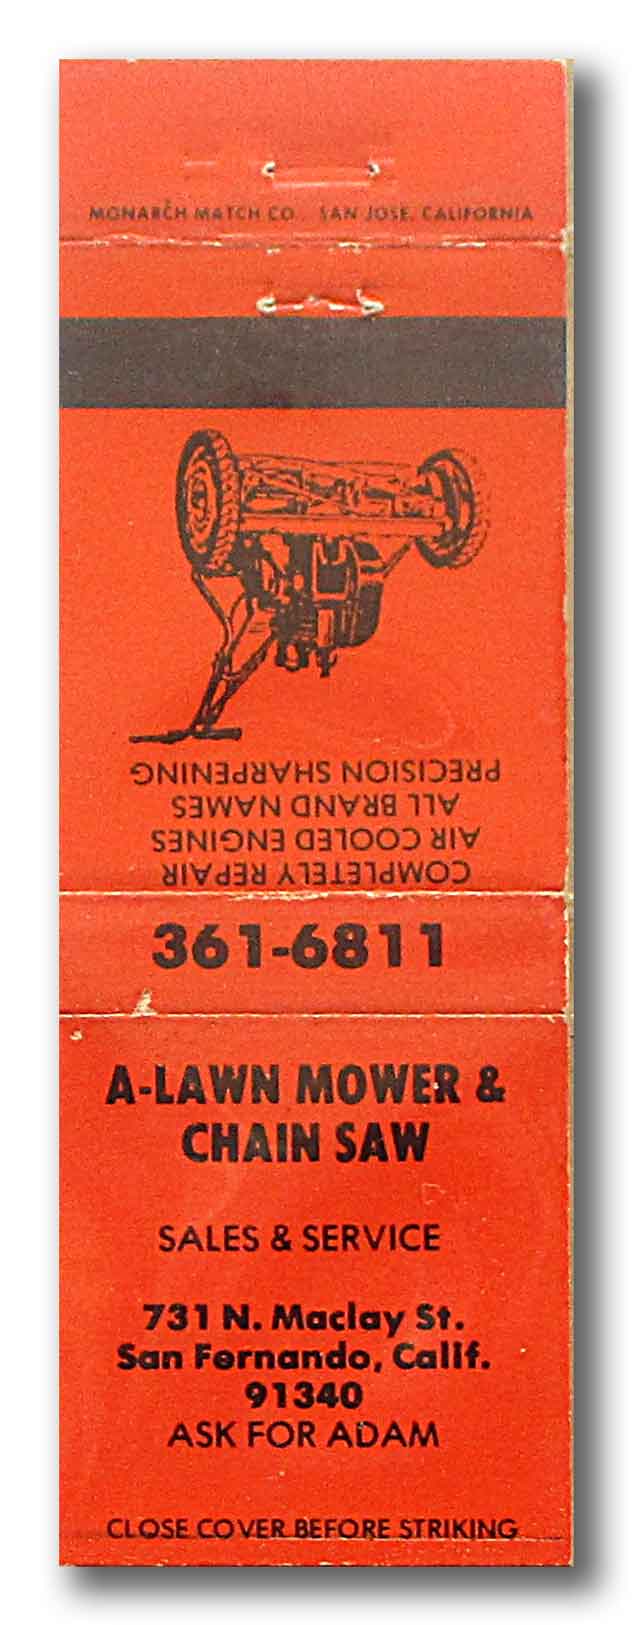 MONARCH MATCH CO. SAN JOSE, CALIFORNIA
COMPLETELY REPAIR
AIR COOLED ENGINES
ALL BRAND NAMES
PRECISION SHARPENING
361-6811
A-LAWN MOWER &
CHAIN SAW
SALES & SERVICE
731 N. Maclay St.
San Fernando, Calif.
91340
ASK FOR ADAM
CLOSE COVER BEFORE STRIKING